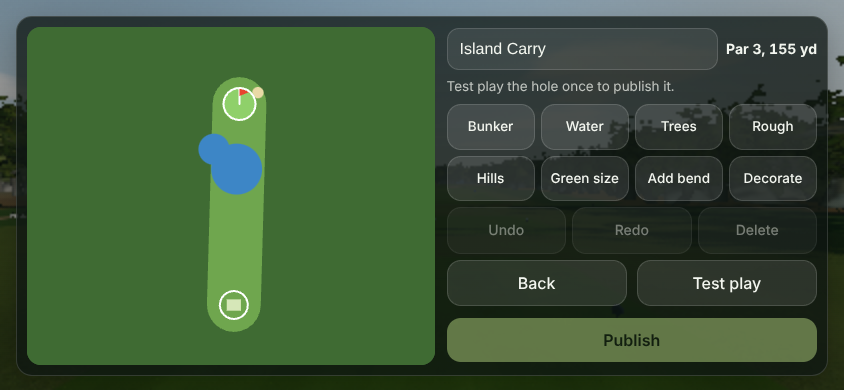 Island Carry
Par 3, 155 yd
Test play the hole once to publish it.
Bunker
Water
Trees
Rough
Hills
Green size
Add bend
Decorate
Undo
Redo
Delete
Back
Test play
Publish